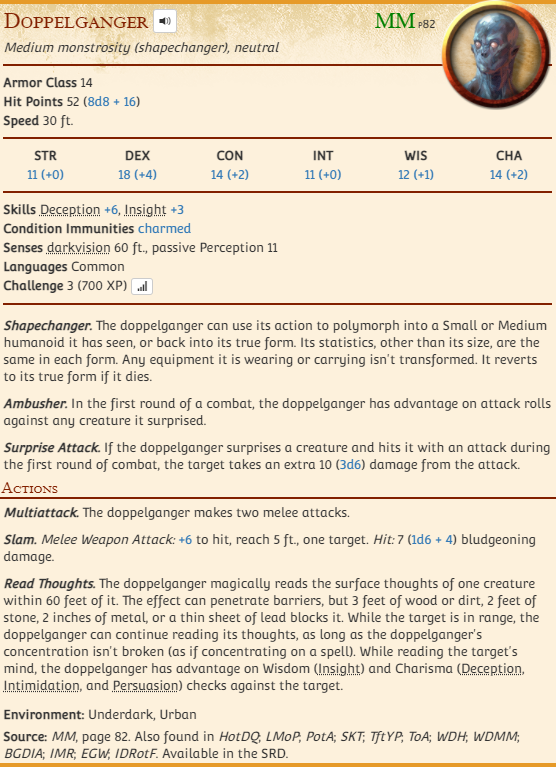 Doppelganger MM p82
Medium monstrosity (shapechanger), neutral
Armor Class 14
Hit Points 52 (8d8 + 16)
Speed 30 ft.
STR DEX CON INT WIS CHA
11 (+0) 18 (+4) 14 (+2) 11 (+0) 12 (+1) 14 (+2)
Skills Deception +6, Insight +3
Condition Immunities charmed
Senses darkvision 60 ft., passive Perception 11
Languages Common
Challenge 3 (700 XP)
Shapechanger. The doppelganger can use its action to polymorph into a Small or Medium
humanoid it has seen, or back into its true form. Its statistics, other than its size, are the
same in each form. Any equipment it is wearing or carrying isn't transformed. It reverts
to its true form if it dies.
Ambusher. In the first round of a combat, the doppelganger has advantage on attack rolls
against any creature it surprised.
Surprise Attack. If the doppelganger surprises a creature and hits it with an attack during
the first round of combat, the target takes an extra 10 (3d6) damage from the attack.
Actions
Multiattack. The doppelganger makes two melee attacks.
Slam. Melee Weapon Attack: +6 to hit, reach 5 ft., one target. Hit: 7 (1d6 + 4) bludgeoning
damage.
Read Thoughts. The doppelganger magically reads the surface thoughts of one creature
within 60 feet of it. The effect can penetrate barriers, but 3 feet of wood or dirt, 2 feet of
stone, 2 inches of metal, or a thin sheet of lead blocks it. While the target is in range, the
doppelganger can continue reading its thoughts, as long as the doppelganger's
concentration isn't broken (as if concentrating on a spell). While reading the target's
mind, the doppelganger has advantage on Wisdom (Insight) and Charisma (Deception,
Intimidation, and Persuasion) checks against the target.
Environment: Underdark, Urban
Source: MM, page 82. Also found in HotDQ; LMoP; PotA; SKT; TftYP; ToA; WDH; WDMM;
BGDIA; IMR; EGW; IDRotF. Available in the SRD.